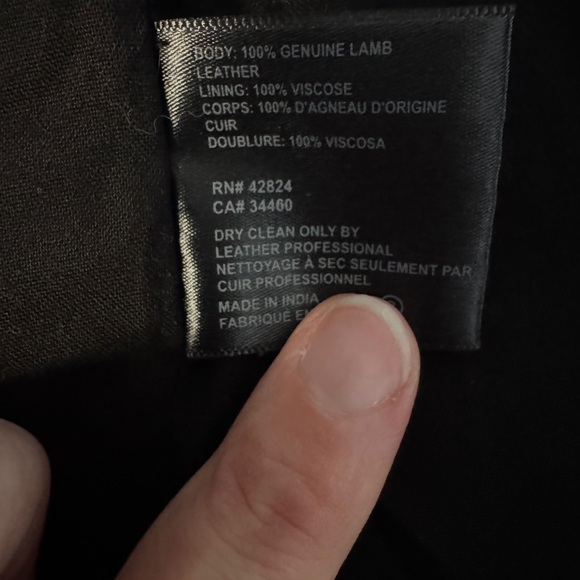 BODY: 100% GENUINE LAMB
LEATHER
LINING: 100% VISCOSE
CORPS: 100% D'AGNEAU D'ORIGINE
CUIR
DOUBLURE: 100% VISCOSA
RN# 42824
CA# 34460
DRY CLEAN ONLY BY
LEATHER PROFESSIONAL
NETTOYAGE À SEC SEULEMENT PAR
CUIR PROFESSIONNEL
MADE IN INDIA
FABRIQUÉ